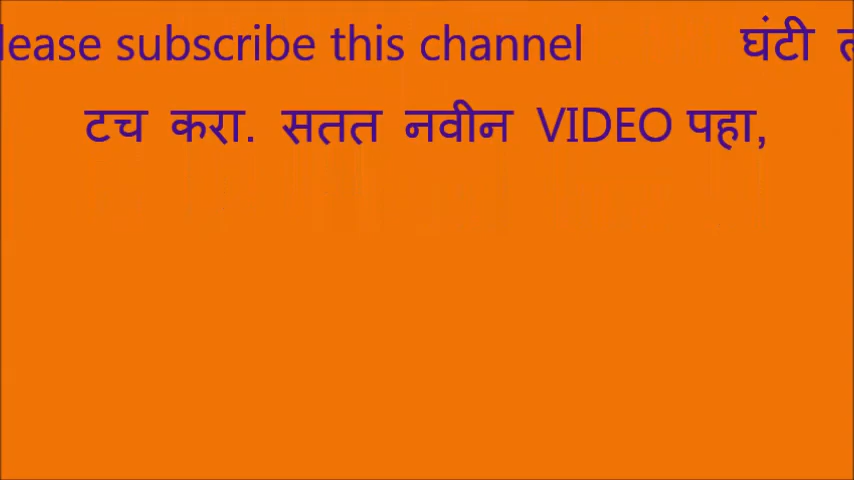 lease subscribe this channel घंटी
टच करा. सतत नवीन VIDEO पहा,